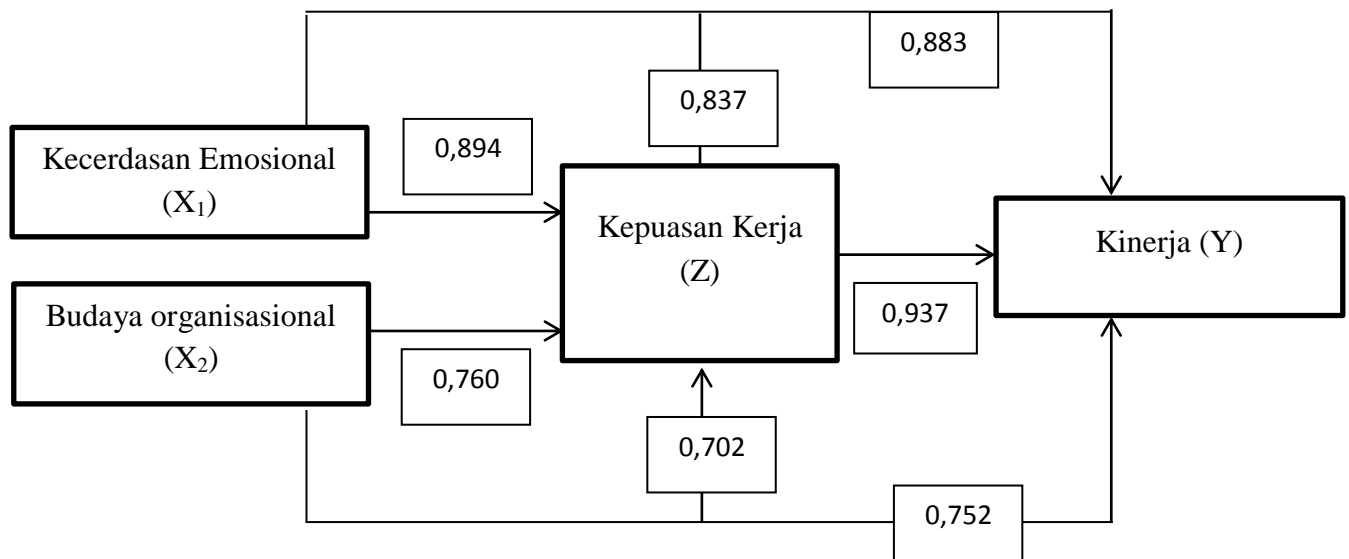 0,883
0,837
Kecerdasan Emosional
(X₁)
0,894
Kepuasan Kerja
(Z)
Kinerja (Y)
Budaya organisasional
(X₂)
0,760
0,937
0,702
0,752